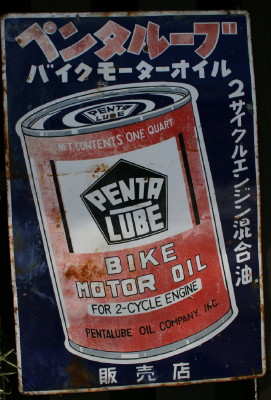 ペンタルーブ
バイクモーターオイル
2サイクルエンジン混合油
PENTA
LUBE
NET CONTENTS ONE QUART
PENTA
LUBE
BIKE
MOTOR OIL
FOR 2-CYCLE ENGINE
PENTALUBE OIL COMPANY. INC.
販売店